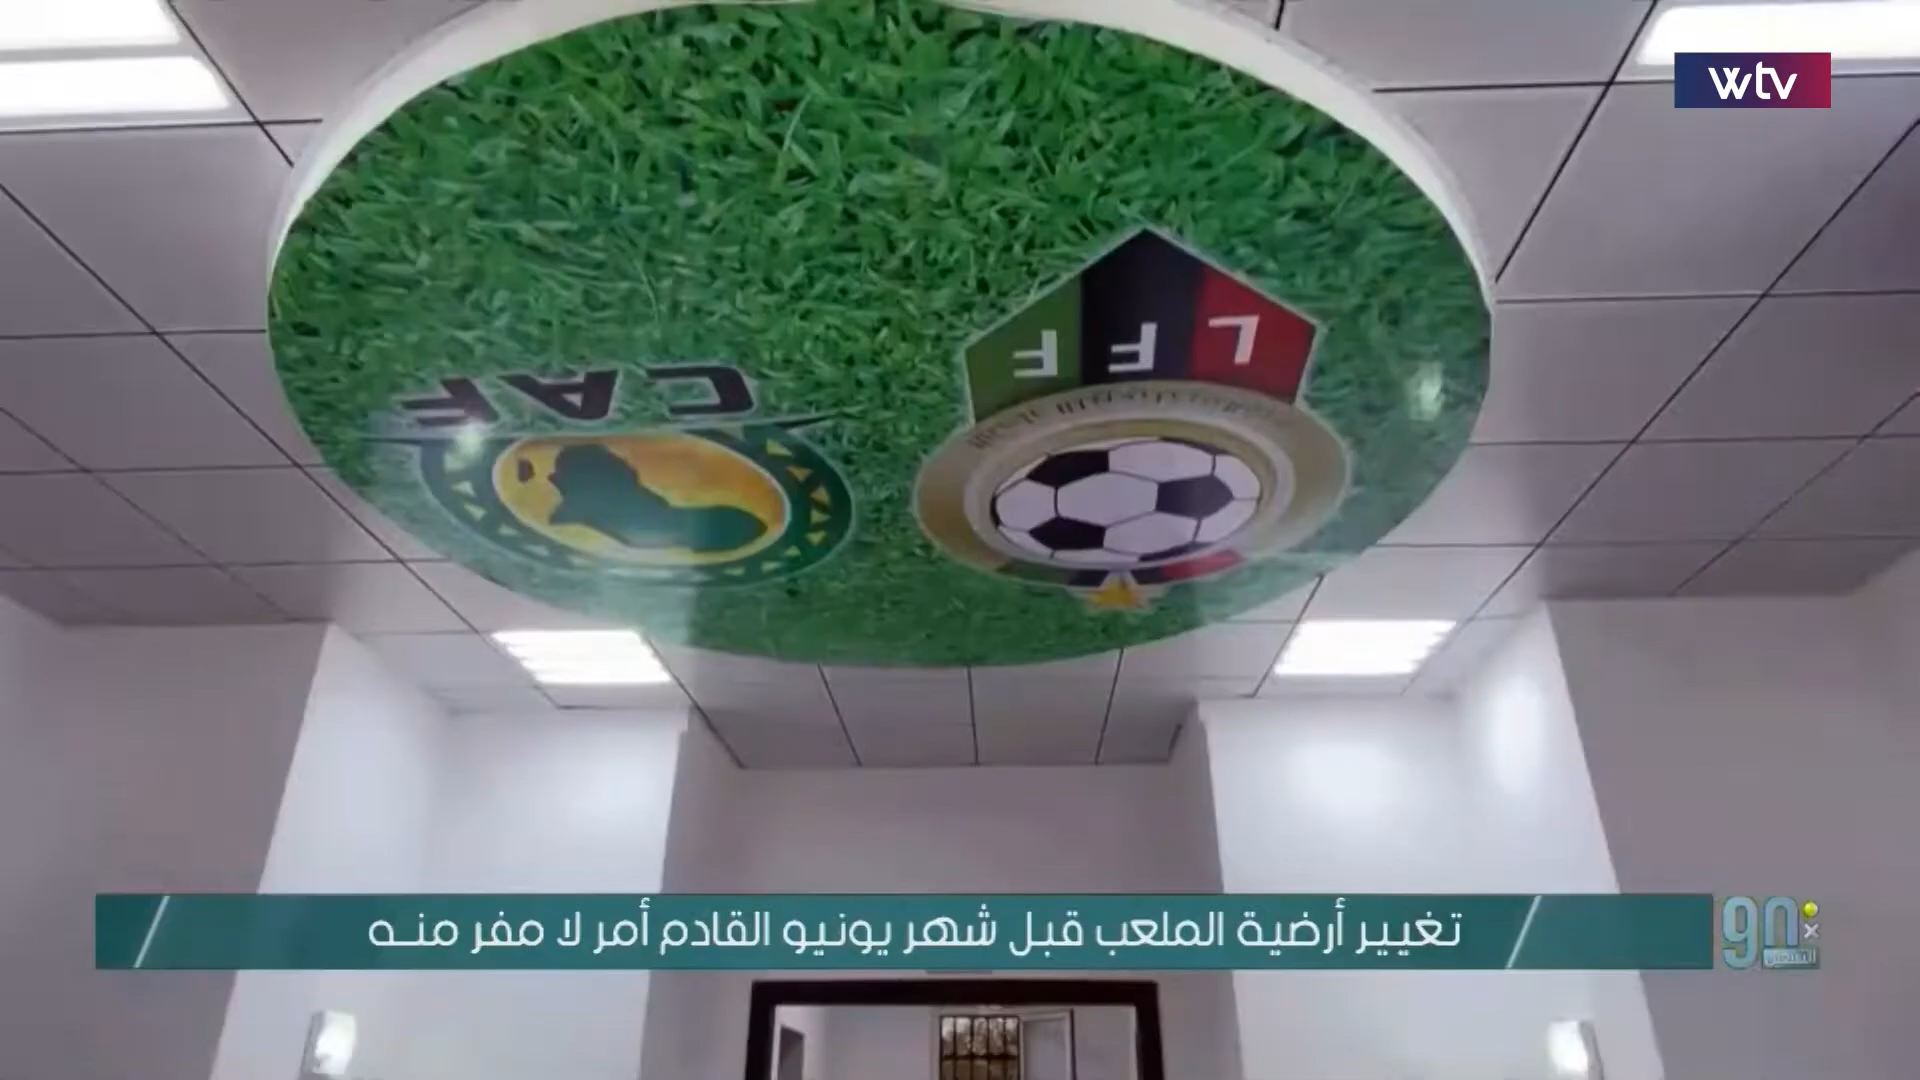 wtv
CAF
LFF
تغيير أرضية الملعب قبل شهر يونيو القادم أمر لا مفر منه
90